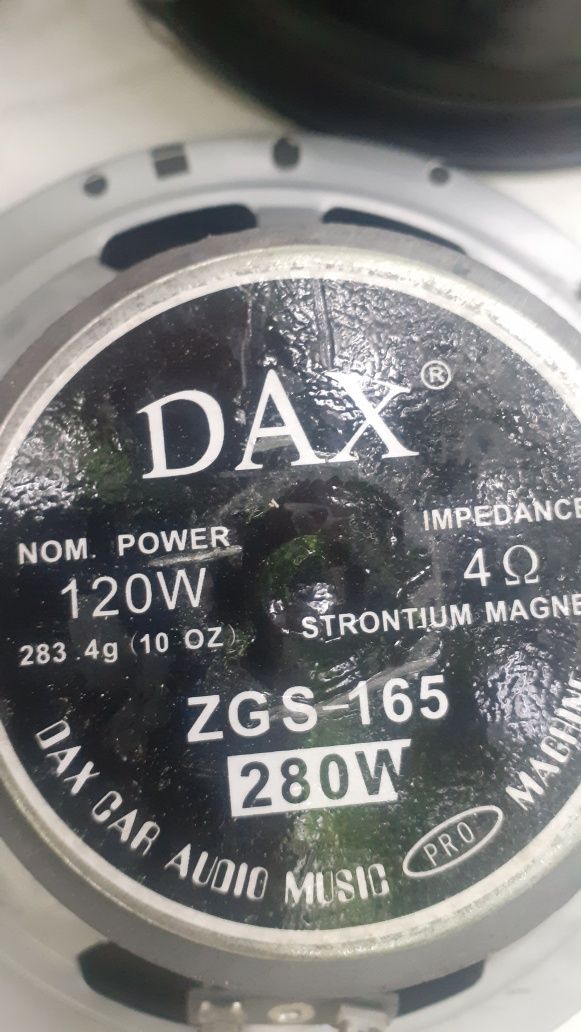 DAX®
NOM. POWER
120W
283.4g (10 OZ)
IMPEDANCE
4Ω
STRONTIUM MAGNE
ZGS-165
280W
DAX CAR AUDIO MUSIC PRO MACHINE